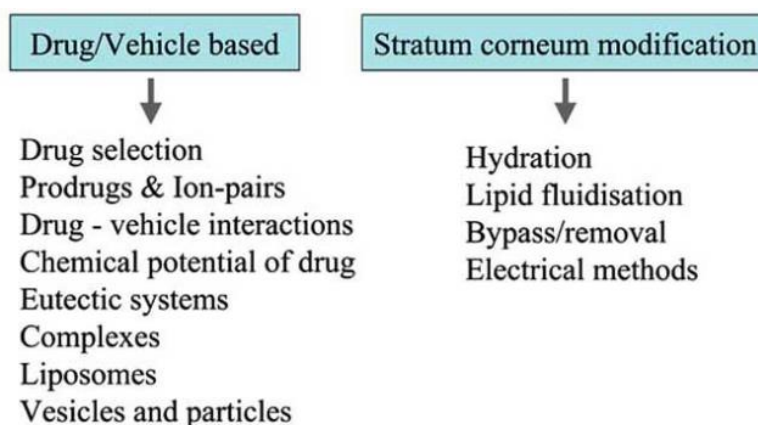 Drug/Vehicle based
Drug selection
Prodrugs & Ion-pairs
Drug - vehicle interactions
Chemical potential of drug
Eutectic systems
Complexes
Liposomes
Vesicles and particles
Stratum corneum modification
Hydration
Lipid fluidisation
Bypass/removal
Electrical methods